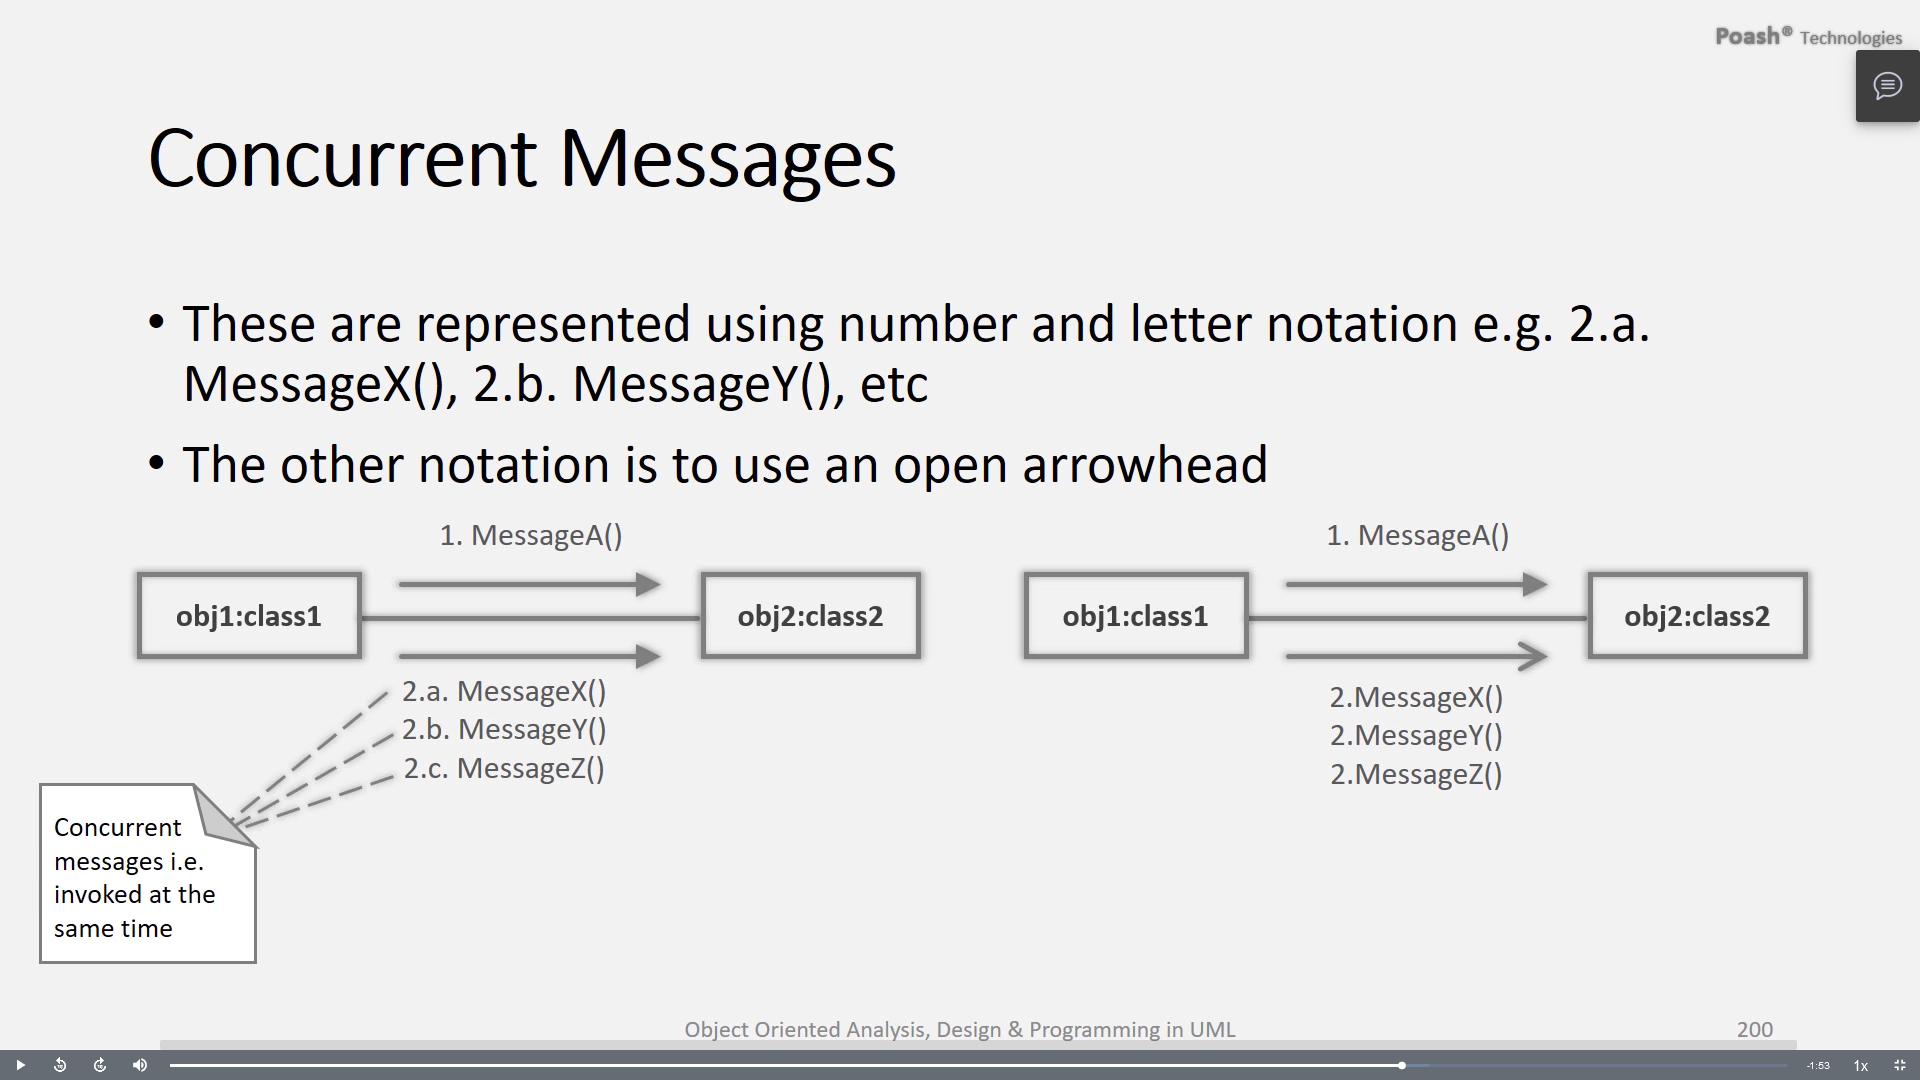 Poash® Technologies
Concurrent Messages
• These are represented using number and letter notation e.g. 2.a.
MessageX(), 2.b. MessageY(), etc
• The other notation is to use an open arrowhead
1. MessageA()
obj1:class1
obj2:class2
2.a. MessageX()
2.b. MessageY()
2.c. MessageZ()
Concurrent
messages i.e.
invoked at the
same time
1. MessageA()
obj1:class1
obj2:class2
2.MessageX()
2.MessageY()
2.MessageZ()
Object Oriented Analysis, Design & Programming in UML
200
-1:53
1x